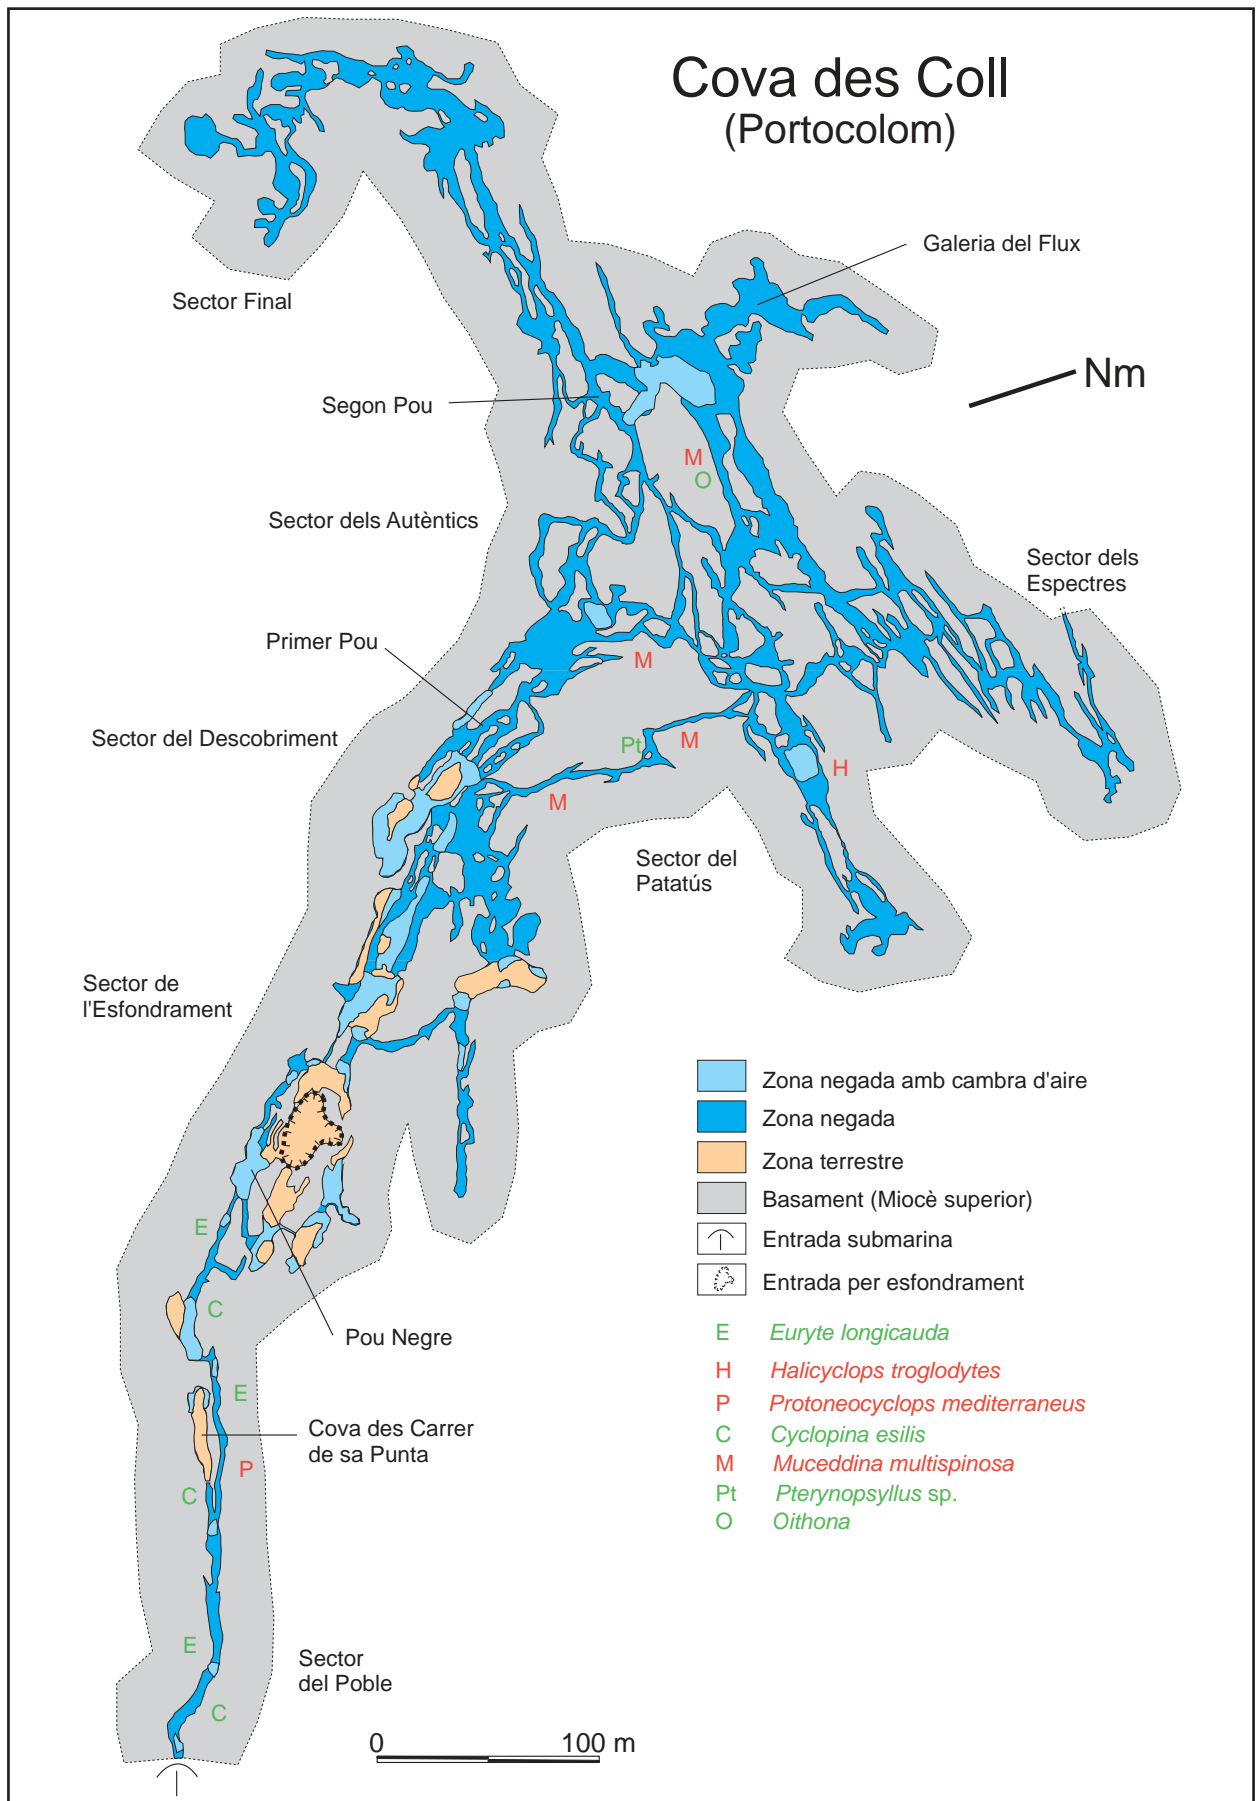 Cova des Coll
(Portocolom)
Galeria del Flux
Sector Final
Nm
Segon Pou
M
O
Sector dels Autèntics
Sector dels
Espectres
Primer Pou
M
Sector del Descobriment
Pt
M
H
M
Sector del
Patatús
Sector de
l'Esfondrament
Zona negada amb cambra d'aire
Zona negada
Zona terrestre
Basament (Miocè superior)
Entrada submarina
Entrada per esfondrament
E
C
Pou Negre
E
Cova des Carrer
de sa Punta
P
C
E Euryte longicauda
H Halicyclops troglodytes
P Protoneocyclops mediterraneus
C Cyclopina esilis
M Muceddina multispinosa
Pt Pterynopsyllus sp.
O Oithona
E
Sector
del Poble
C
0 100 m